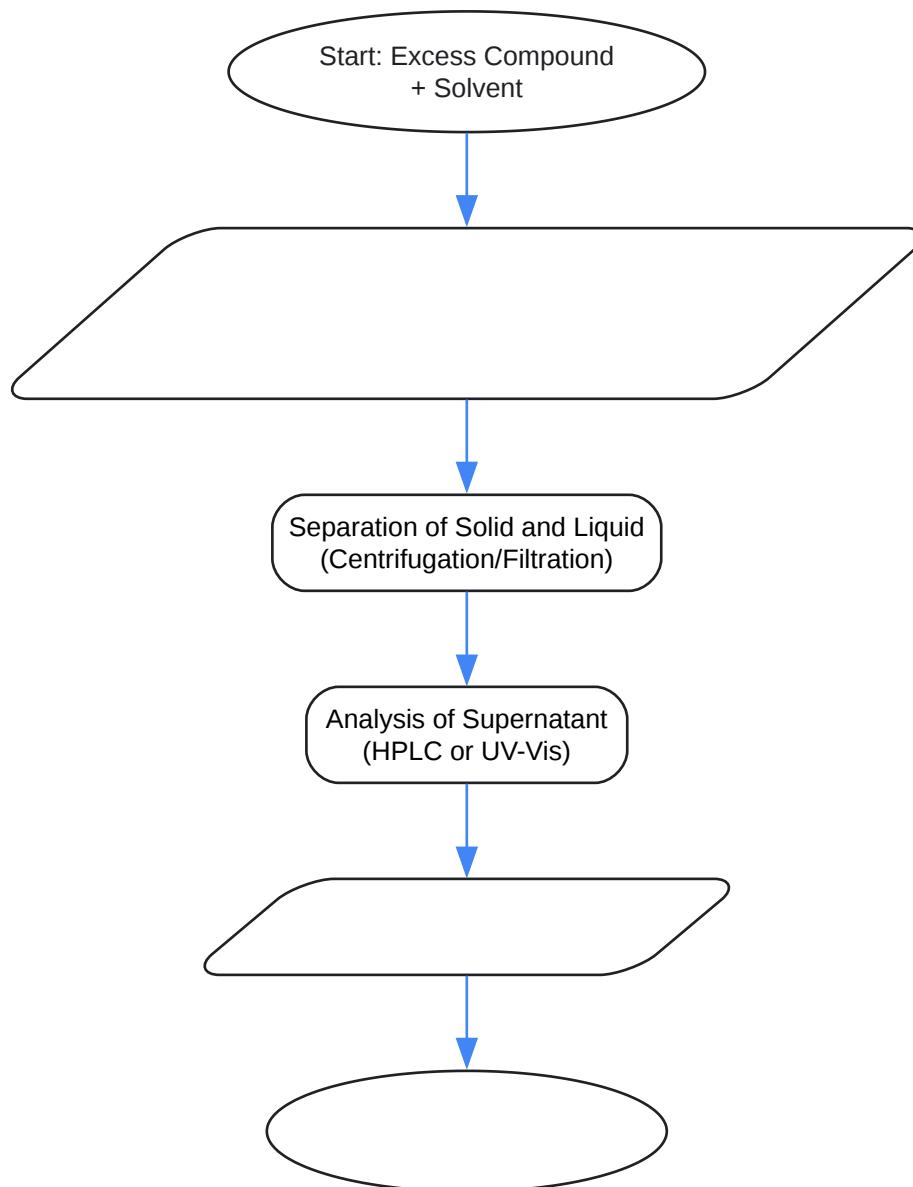 Start: Excess Compound
+ Solvent
Separation of Solid and Liquid
(Centrifugation/Filtration)
Analysis of Supernatant
(HPLC or UV-Vis)